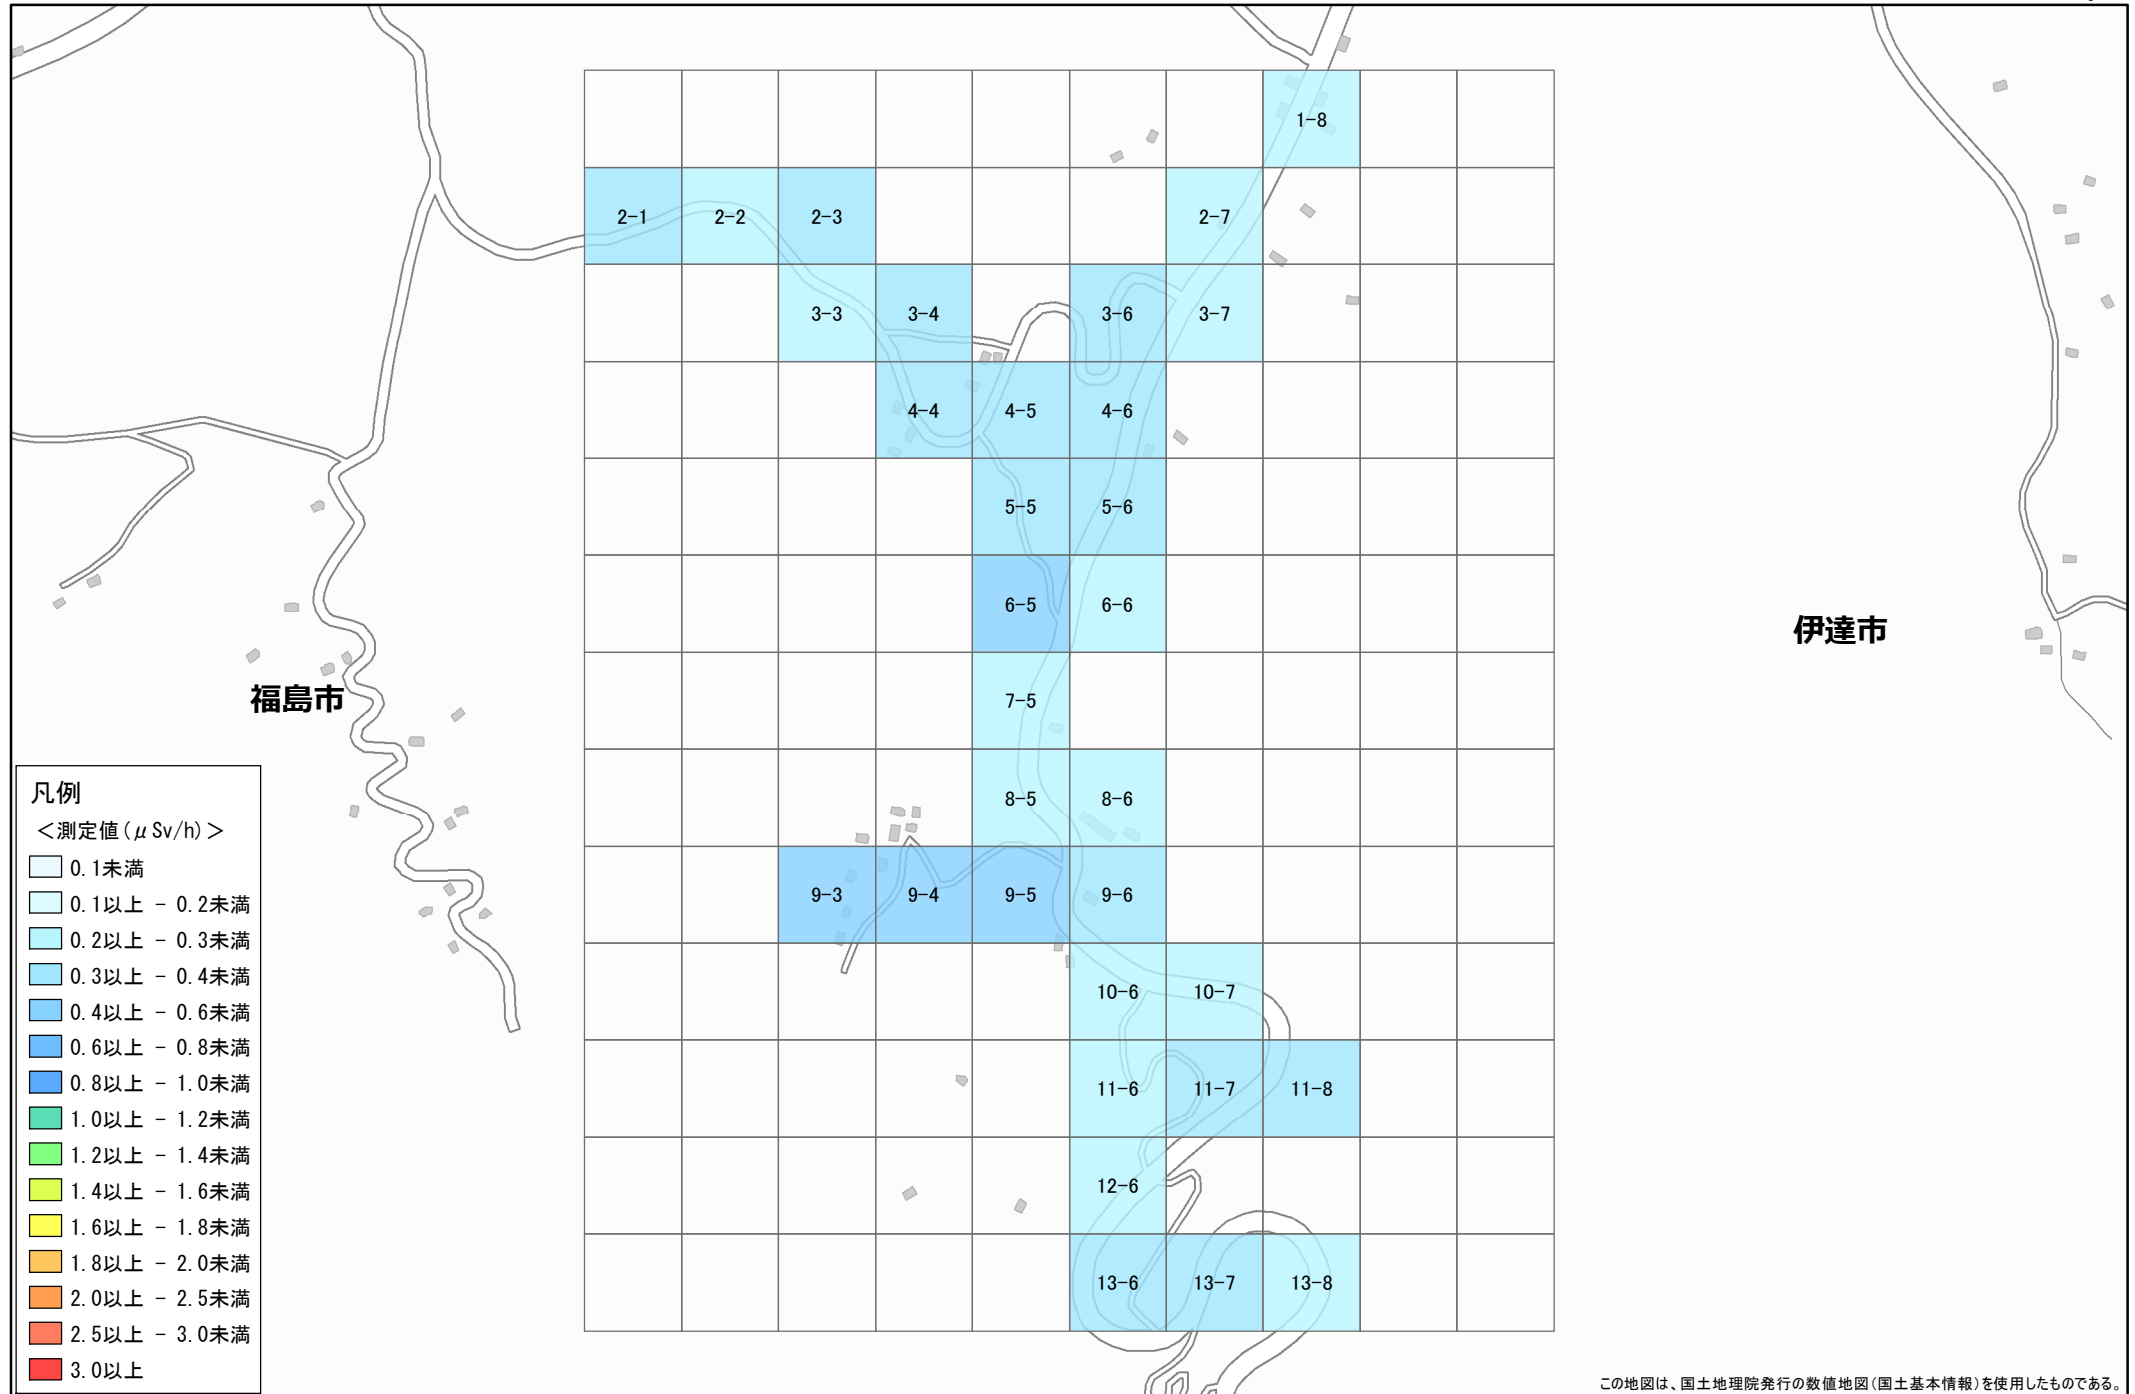 1-8
2-1 2-2 2-3 2-7
3-3 3-4 3-6 3-7
4-4 4-5 4-6
5-5 5-6
6-5 6-6
伊達市
福島市
7-5
8-5 8-6
9-3 9-4 9-5 9-6
10-6 10-7
11-6 11-7 11-8
12-6
13-6 13-7 13-8
凡例
＜測定値(μSv/h)＞
0.1未満
0.1以上 - 0.2未満
0.2以上 - 0.3未満
0.3以上 - 0.4未満
0.4以上 - 0.6未満
0.6以上 - 0.8未満
0.8以上 - 1.0未満
1.0以上 - 1.2未満
1.2以上 - 1.4未満
1.4以上 - 1.6未満
1.6以上 - 1.8未満
1.8以上 - 2.0未満
2.0以上 - 2.5未満
2.5以上 - 3.0未満
3.0以上
この地図は、国土地理院発行の数値地図(国土基本情報)を使用したものである。